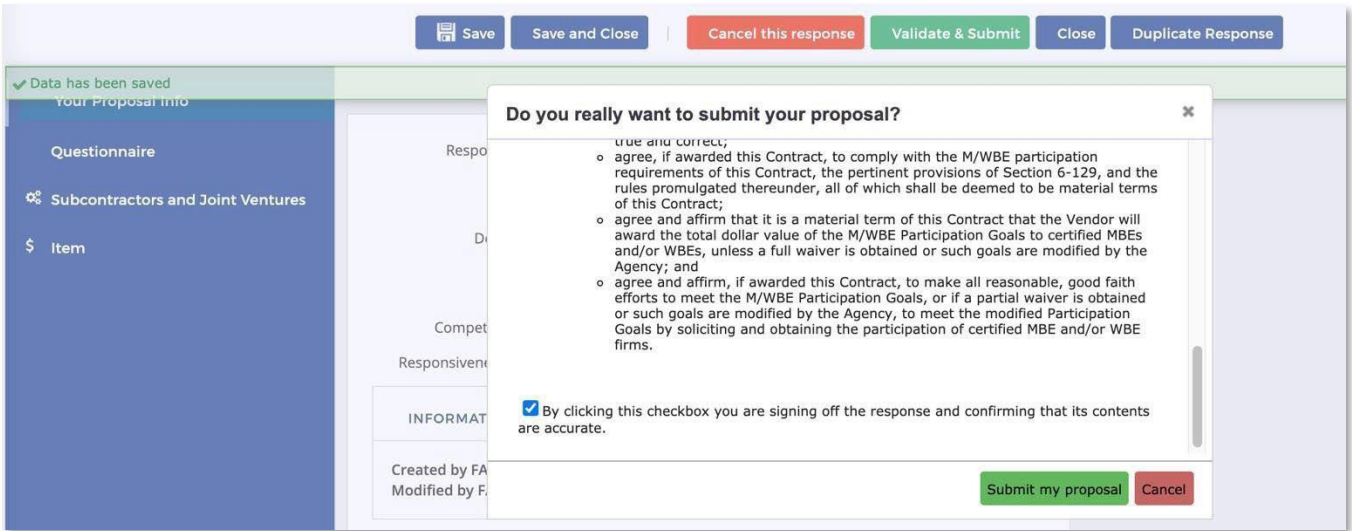 Save
Save and Close
Cancel this response
Validate & Submit
Close
Duplicate Response
Data has been saved
Your Proposal Info
Questionnaire
Subcontractors and Joint Ventures
$ Item
Respo
De
Compet
Responsivene
INFORMAT
Created by FA
Modified by FA
Do you really want to submit your proposal?
true and correct;
agree, if awarded this Contract, to comply with the M/WBE participation
requirements of this Contract, the pertinent provisions of Section 6-129, and the
rules promulgated thereunder, all of which shall be deemed to be material terms
of this Contract;
agree and affirm that it is a material term of this Contract that the Vendor will
award the total dollar value of the M/WBE Participation Goals to certified MBEs
and/or WBEs, unless a full waiver is obtained or such goals are modified by the
Agency; and
agree and affirm, if awarded this Contract, to make all reasonable, good faith
efforts to meet the M/WBE Participation Goals, or if a partial waiver is obtained
or such goals are modified by the Agency, to meet the modified Participation
Goals by soliciting and obtaining the participation of certified MBE and/or WBE
firms.
By clicking this checkbox you are signing off the response and confirming that its contents
are accurate.
Submit my proposal
Cancel